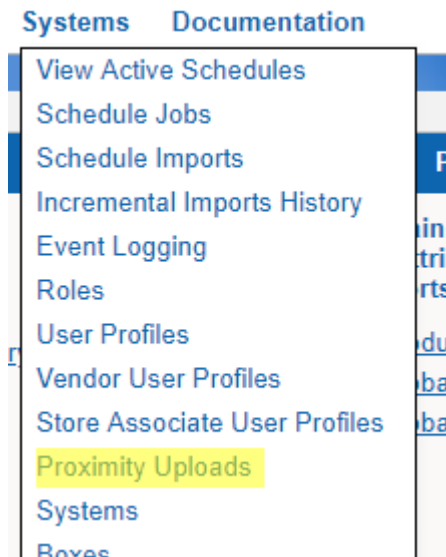 Systems Documentation
View Active Schedules
Schedule Jobs
Schedule Imports
Incremental Imports History
Event Logging
Roles
User Profiles
Vendor User Profiles
Store Associate User Profiles
Proximity Uploads
Systems
Boxes